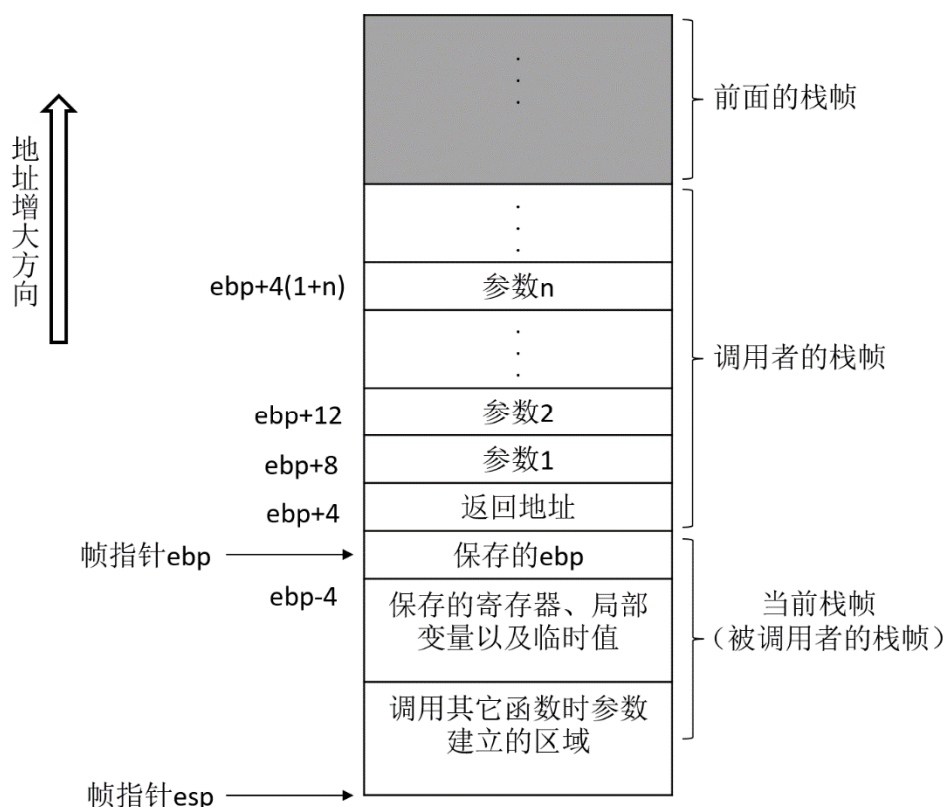 前面的栈帧
地址增大方向
ebp+4(1+n)
参数n
调用者的栈帧
ebp+12
参数2
ebp+8
参数1
ebp+4
返回地址
帧指针ebp
保存的ebp
ebp-4
保存的寄存器、局部
变量以及临时值
当前栈帧
（被调用者的栈帧）
调用其它函数时参数
建立的区域
帧指针esp